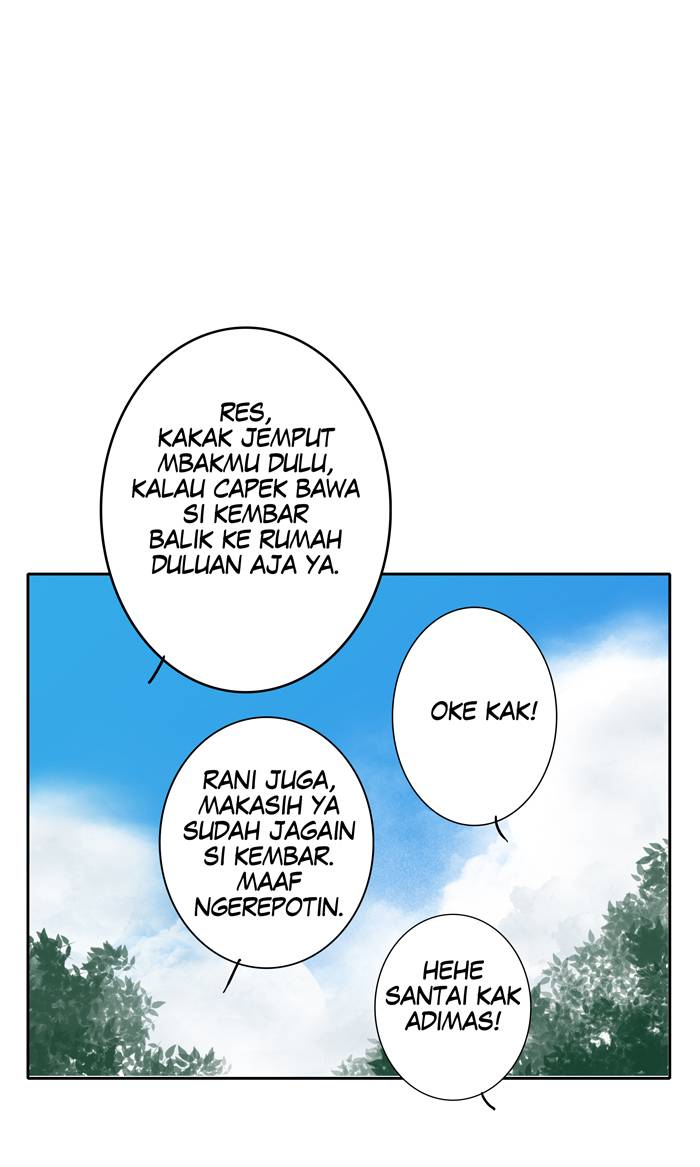 RES,
KAKAK JEMPUT
MBAKMU DULU,
KALAU CAPEK BAWA
SI KEMBAR
BALIK KE RUMAH
DULUAN AJA YA.
OKE KAK!
RANI JUGA,
MAKASIH YA
SUDAH JAGAIN
SI KEMBAR.
MAAF
NGEREPOTIN.
HEHE
SANTAI KAK
ADIMAS!